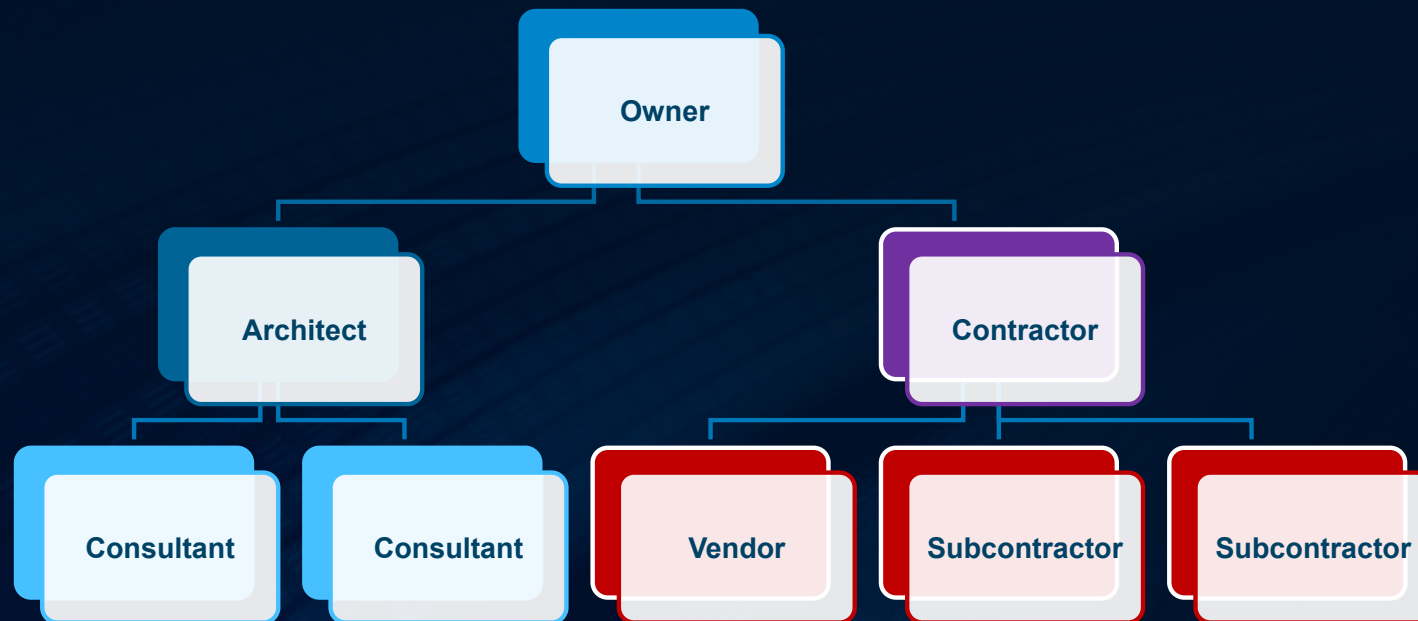 Owner
Architect
Contractor
Consultant
Consultant
Vendor
Subcontractor
Subcontractor